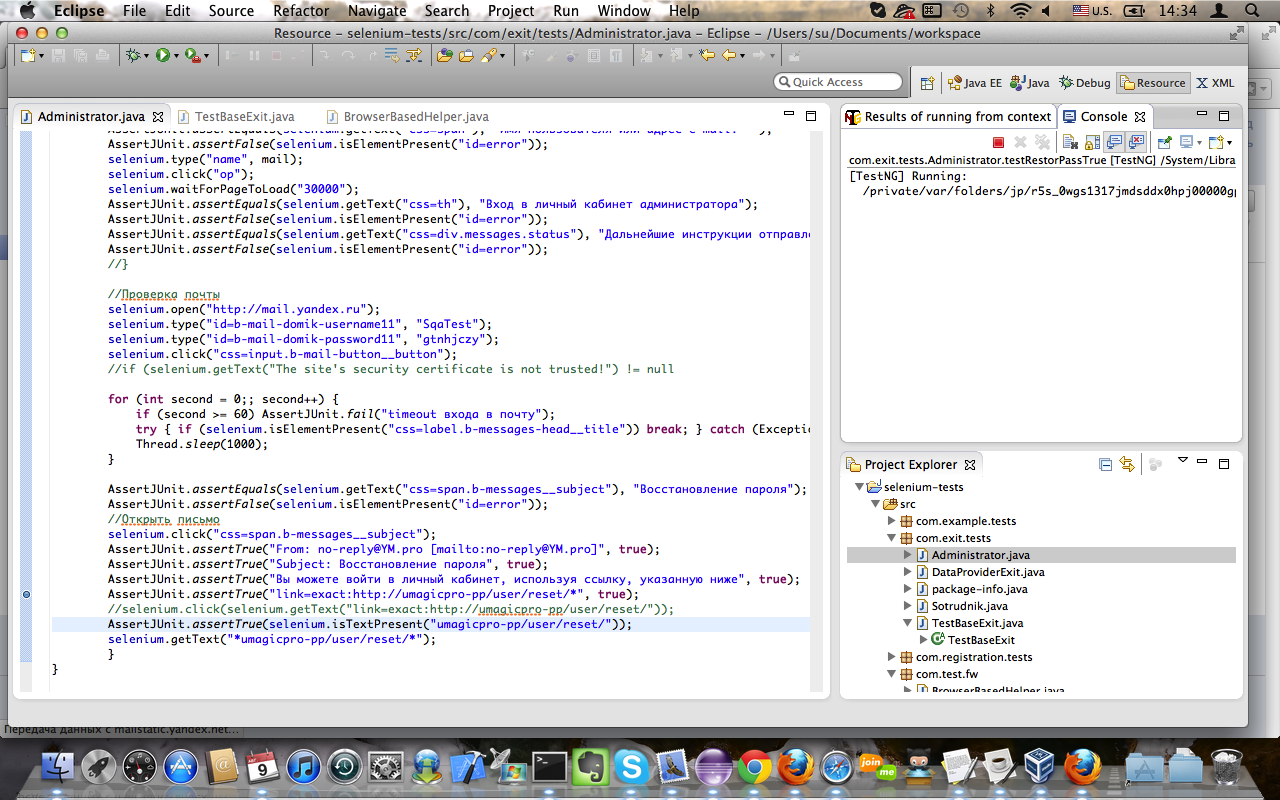 Eclipse File Edit Source Refactor Navigate Search Project Run Window Help U.S. 14:34
Resource – selenium-tests/src/com/exit/tests/Administrator.java – Eclipse – /Users/su/Documents/workspace
Quick Access Java EE Java Debug Resource XML
Administrator.java TestBaseExit.java BrowserBasedHelper.java
AssertJUnit.assertFalse(selenium.isElementPresent("id=error"));
selenium.type("name", mail);
selenium.click("op");
selenium.waitForPageToLoad("30000");
AssertJUnit.assertEquals(selenium.getText("css=th"), "Вход в личный кабинет администратора");
AssertJUnit.assertFalse(selenium.isElementPresent("id=error"));
AssertJUnit.assertEquals(selenium.getText("css=div.messages.status"), "Дальнейшие инструкции отправле
AssertJUnit.assertFalse(selenium.isElementPresent("id=error"));
//}
//Проверка почты
selenium.open("http://mail.yandex.ru");
selenium.type("id=b-mail-domik-username11", "SqaTest");
selenium.type("id=b-mail-domik-password11", "gtnhjczy");
selenium.click("css=input.b-mail-button__button");
//if (selenium.getText("The site's security certificate is not trusted!") != null
for (int second = 0;; second++) {
if (second >= 60) AssertJUnit.fail("timeout входа в почту");
try { if (selenium.isElementPresent("css=label.b-messages-head__title")) break; } catch (Excepti
Thread.sleep(1000);
}
AssertJUnit.assertEquals(selenium.getText("css=span.b-messages__subject"), "Восстановление пароля");
AssertJUnit.assertFalse(selenium.isElementPresent("id=error"));
//Открыть письмо
selenium.click("css=span.b-messages__subject");
AssertJUnit.assertTrue("From: no-reply@YM.pro [mailto:no-reply@YM.pro]", true);
AssertJUnit.assertTrue("Subject: Восстановление пароля", true);
AssertJUnit.assertTrue("Вы можете войти в личный кабинет, используя ссылку, указанную ниже", true);
AssertJUnit.assertTrue("link=exact:http://umagicpro-pp/user/reset/*", true);
//selenium.click(selenium.getText("link=exact:http://umagicpro-pp/user/reset/"));
AssertJUnit.assertTrue(selenium.isTextPresent("umagicpro-pp/user/reset/"));
selenium.getText("*umagicpro-pp/user/reset/*");
}
}
Results of running from context Console
com.exit.tests.Administrator.testRestorPassTrue [TestNG] /System/Libra
[TestNG] Running:
/private/var/folders/jp/r5s_0wgs1317jmdsddx0hpj00000gp
Project Explorer
selenium-tests
src
com.example.tests
com.exit.tests
Administrator.java
DataProviderExit.java
package-info.java
Sotrudnik.java
TestBaseExit.java
TestBaseExit
com.registration.tests
com.test.fw
BrowserBasedHelper.java
Передача данных с mailstatic.yandex.net...
9
join
me